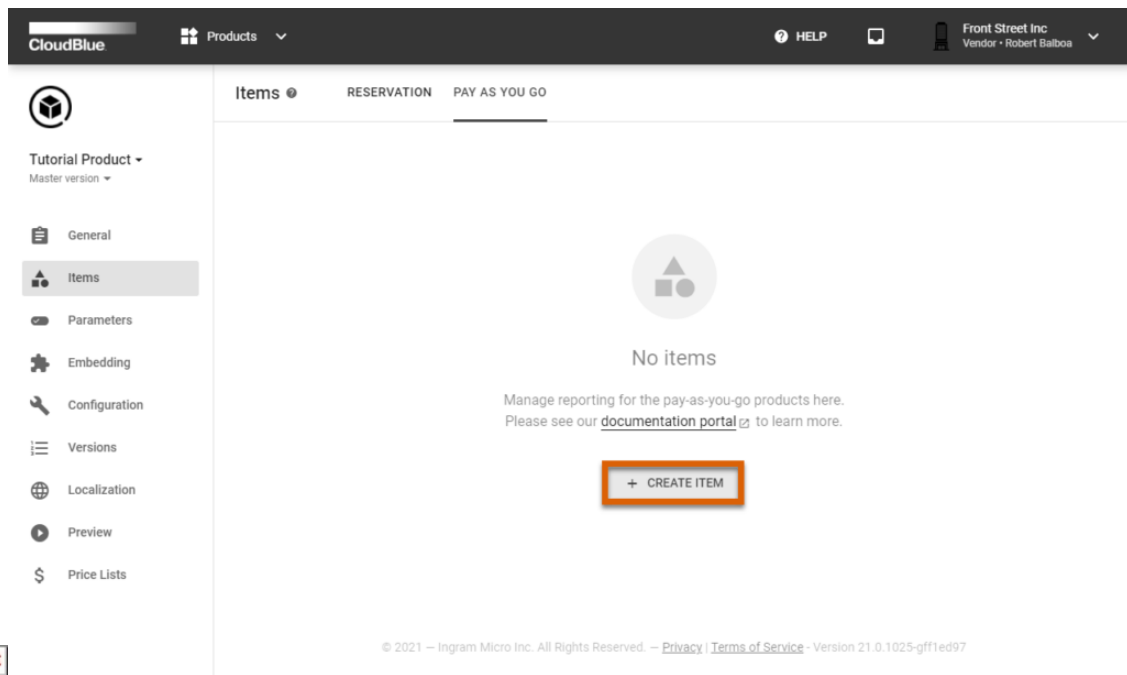 CloudBlue
Products
HELP
Front Street Inc
Vendor • Robert Balboa
Items
RESERVATION
PAY AS YOU GO
Tutorial Product
Master version
General
Items
Parameters
Embedding
Configuration
Versions
Localization
Preview
$ Price Lists
No items
Manage reporting for the pay-as-you-go products here.
Please see our documentation portal to learn more.
+ CREATE ITEM
© 2021 – Ingram Micro Inc. All Rights Reserved. – Privacy | Terms of Service - Version 21.0.1025-gff1ed97